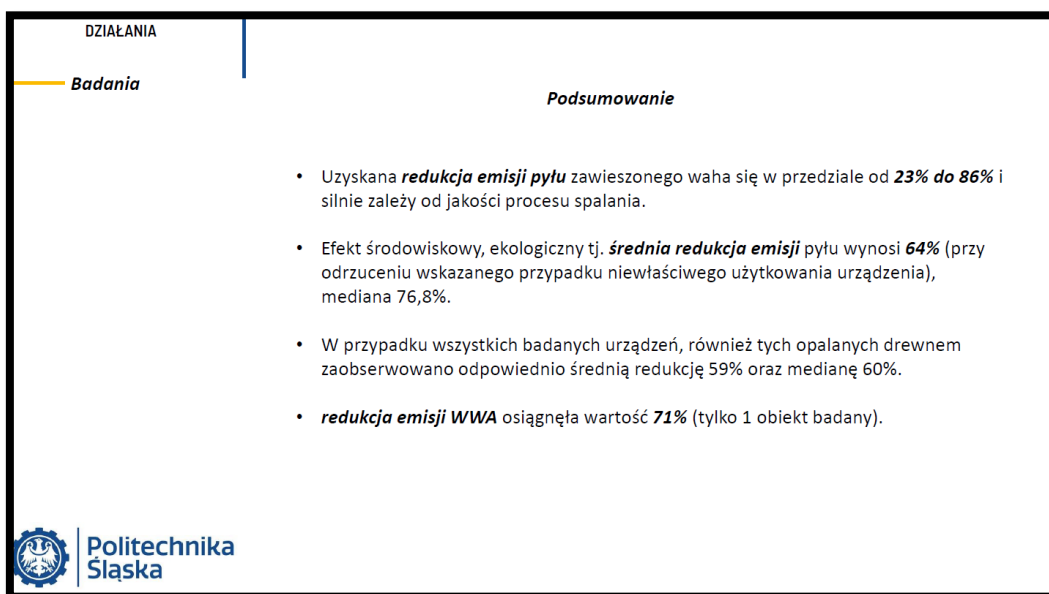 DZIAŁANIA
Badania
Podsumowanie
• Uzyskana redukcja emisji pyłu zawieszonego waha się w przedziale od 23% do 86% i
silnie zależy od jakości procesu spalania.
• Efekt środowiskowy, ekologiczny tj. średnia redukcja emisji pyłu wynosi 64% (przy
odrzuceniu wskazanego przypadku niewłaściwego użytkowania urządzenia),
mediana 76,8%.
• W przypadku wszystkich badanych urządzeń, również tych opalanych drewnem
zaobserwowano odpowiednio średnią redukcję 59% oraz medianę 60%.
• redukcja emisji WWA osiągnęła wartość 71% (tylko 1 obiekt badany).
Politechnika
Śląska